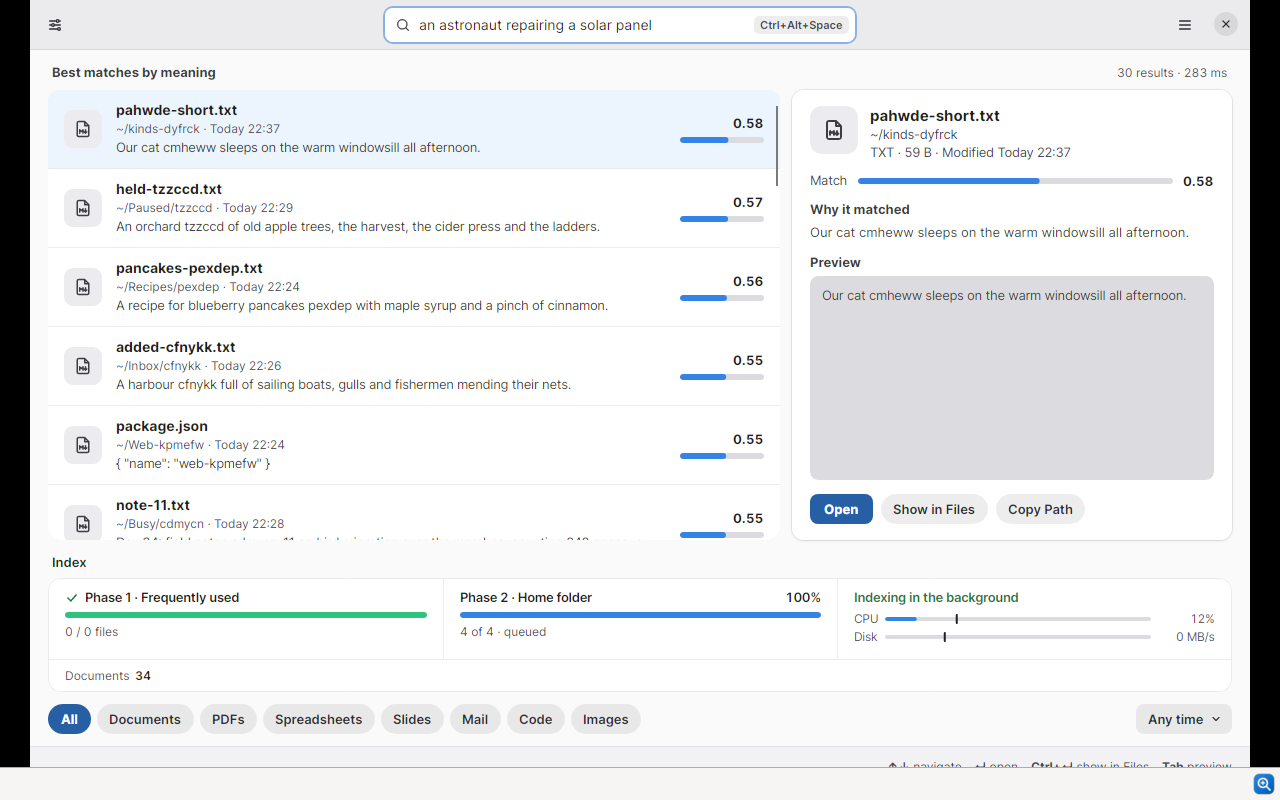 an astronaut repairing a solar panel
Ctrl+Alt+Space
Best matches by meaning
30 results · 283 ms
pahwde-short.txt
~/kinds-dyfrck · Today 22:37
Our cat cmheww sleeps on the warm windowsill all afternoon.
0.58
held-tzzccd.txt
~/Paused/tzzccd · Today 22:29
An orchard tzzccd of old apple trees, the harvest, the cider press and the ladders.
0.57
pancakes-pexdep.txt
~/Recipes/pexdep · Today 22:24
A recipe for blueberry pancakes pexdep with maple syrup and a pinch of cinnamon.
0.56
added-cfnykk.txt
~/Inbox/cfnykk · Today 22:26
A harbour cfnykk full of sailing boats, gulls and fishermen mending their nets.
0.55
package.json
~/Web-kpmefw · Today 22:24
{ "name": "web-kpmefw" }
0.55
note-11.txt
~/Busy/cdmycn · Today 22:28
0.55
pahwde-short.txt
~/kinds-dyfrck
TXT · 59 B · Modified Today 22:37
Match
0.58
Why it matched
Our cat cmheww sleeps on the warm windowsill all afternoon.
Preview
Our cat cmheww sleeps on the warm windowsill all afternoon.
Open
Show in Files
Copy Path
Index
Phase 1 · Frequently used
0 / 0 files
Phase 2 · Home folder
100%
4 of 4 · queued
Indexing in the background
CPU
12%
Disk
0 MB/s
Documents 34
All
Documents
PDFs
Spreadsheets
Slides
Mail
Code
Images
Any time
navigate
open
Ctrl+↵ show in Files
Tab preview